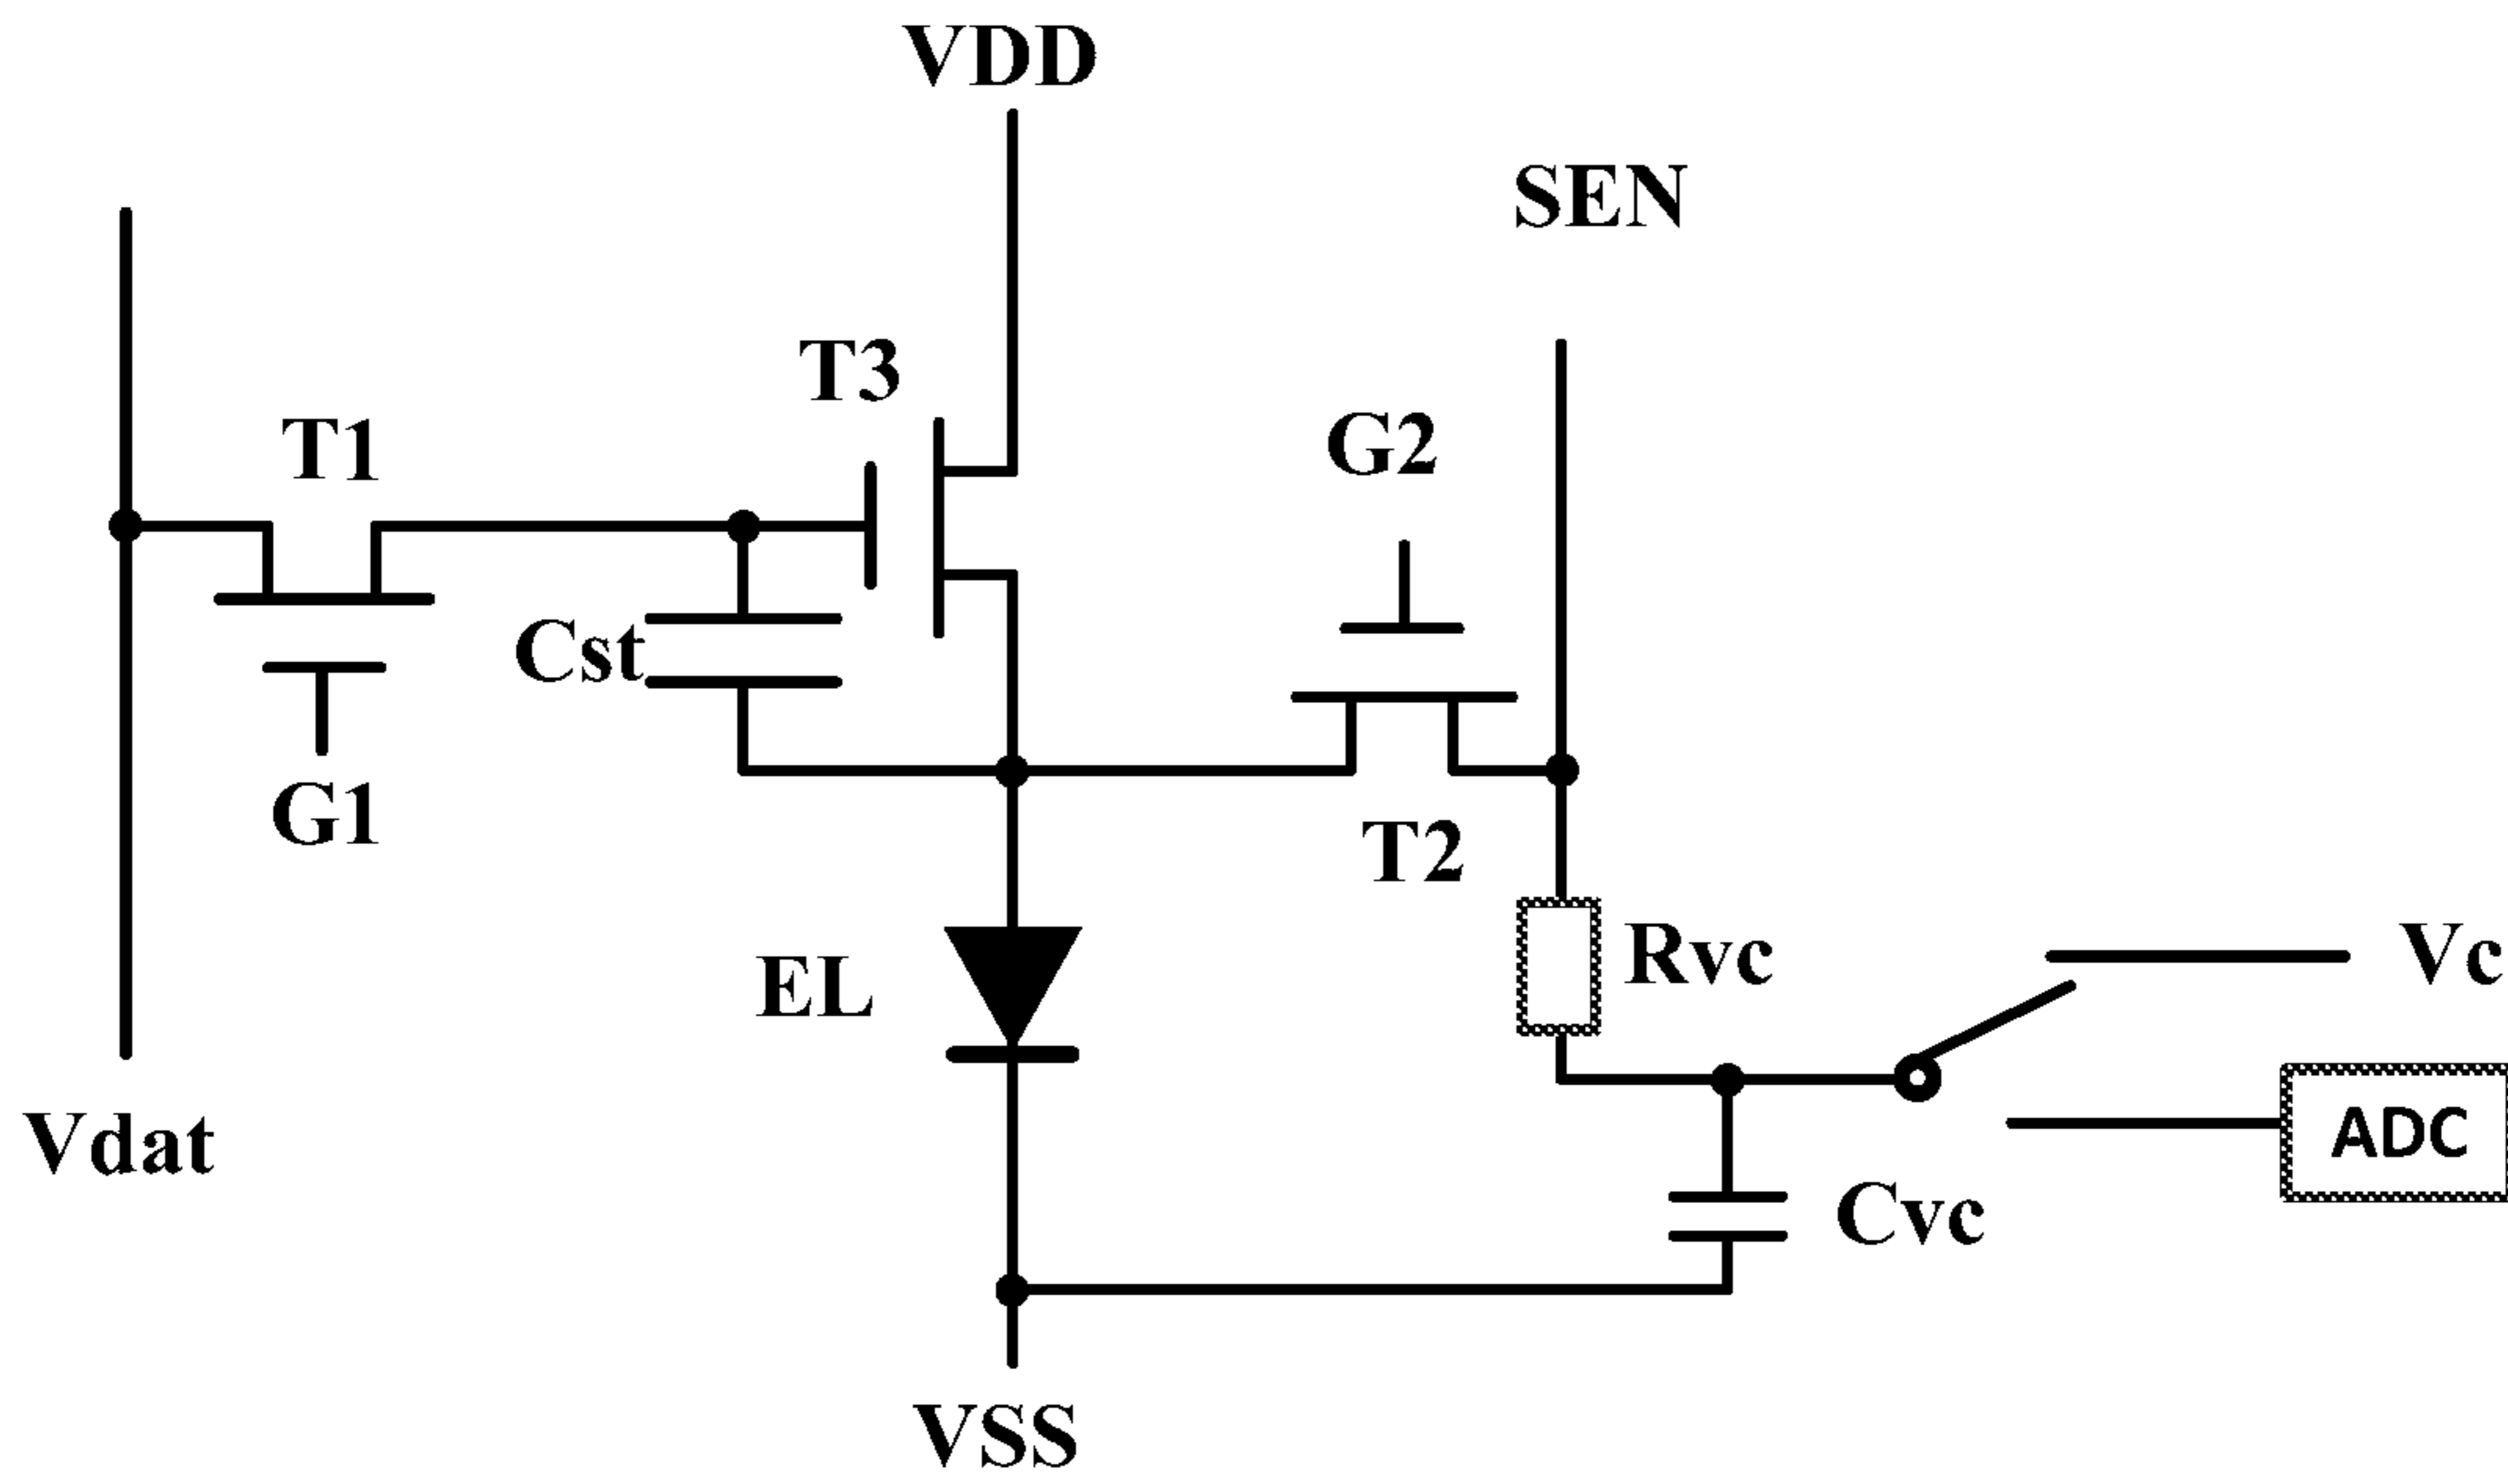 VDD
SEN
T3
T1
G2
Cst
G1
T2
EL
Rvc
Vc
Vdat
ADC
Cvc
VSS